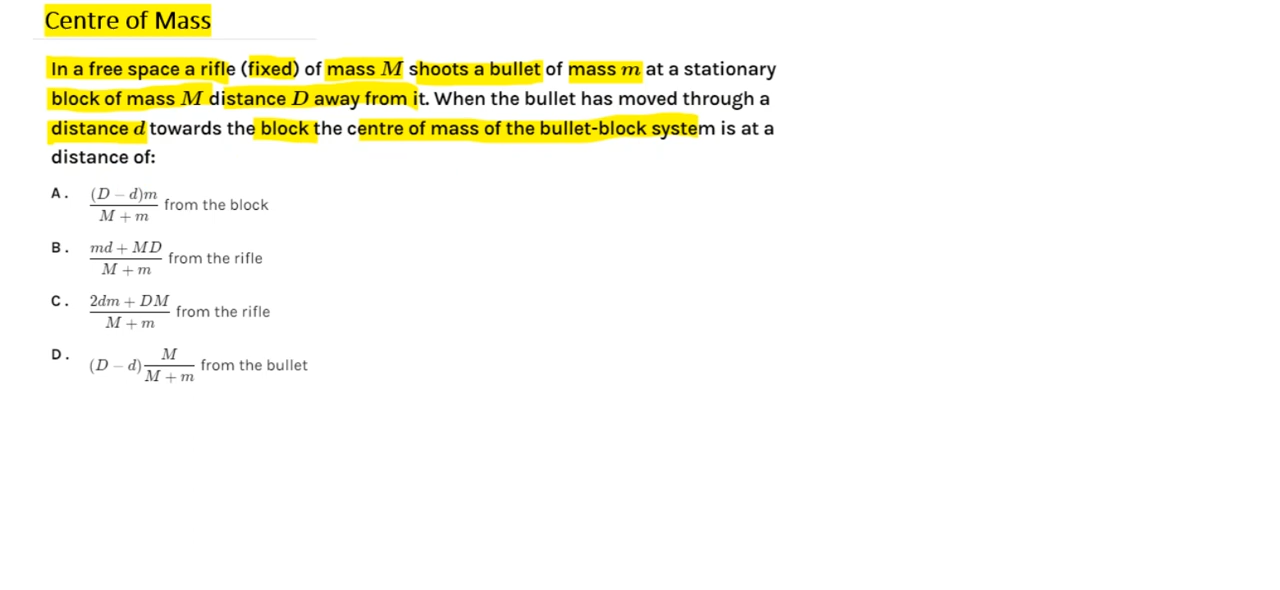 Centre of Mass
In a free space a rifle (fixed) of mass M shoots a bullet of mass m at a stationary
block of mass M distance D away from it. When the bullet has moved through a
distance d towards the block the centre of mass of the bullet-block system is at a
distance of:
A. (D – d)m / M + m from the block
B. md + MD / M + m from the rifle
C. 2dm + DM / M + m from the rifle
D. (D – d) M / M + m from the bullet